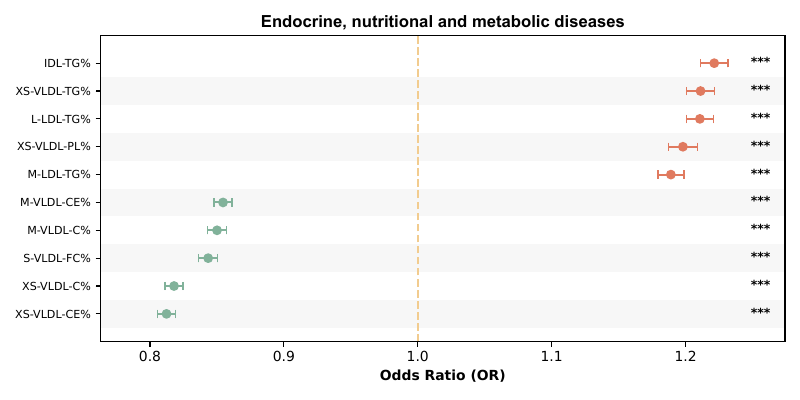 Endocrine, nutritional and metabolic diseases
IDL-TG% ***
XS-VLDL-TG% ***
L-LDL-TG% ***
XS-VLDL-PL% ***
M-LDL-TG% ***
M-VLDL-CE% ***
M-VLDL-C% ***
S-VLDL-FC% ***
XS-VLDL-C% ***
XS-VLDL-CE% ***
0.8 0.9 1.0 1.1 1.2
Odds Ratio (OR)